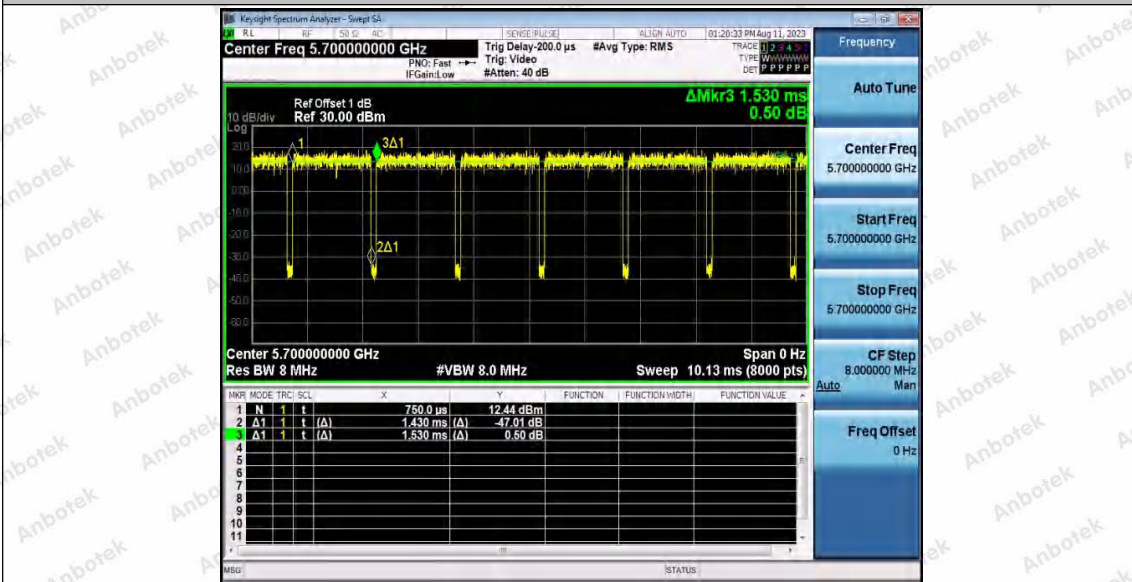 Keysight Spectrum Analyzer - Swept SA
RL RF 50 Ω AC SENSE:PULSE ALIGN AUTO 01:20:33 PM Aug 11, 2023
Center Freq 5.700000000 GHz Trig Delay-200.0 µs #Avg Type: RMS TRACE 1 2 3 4 5
PNO: Fast Trig: Video TYPE WWWWWW
IFGain:Low #Atten: 40 dB DET P P P P P P
Frequency
Auto Tune
Center Freq
5.700000000 GHz
Start Freq
5.700000000 GHz
Stop Freq
5.700000000 GHz
CF Step
8.000000 MHz
Auto Man
Freq Offset
0 Hz
ΔMkr3 1.530 ms
0.50 dB
Ref Offset 1 dB
10 dB/div Ref 30.00 dBm
Log
20.0
10.0
0.00
-10.0
-20.0
-30.0
-40.0
-50.0
-60.0
1
3Δ1
2Δ1
Center 5.700000000 GHz Span 0 Hz
Res BW 8 MHz #VBW 8.0 MHz Sweep 10.13 ms (8000 pts)
MKR MODE TRC SCL X Y FUNCTION FUNCTION WIDTH FUNCTION VALUE
1 N 1 t 750.0 µs 12.44 dBm
2 Δ1 1 t (Δ) 1.430 ms (Δ) -47.01 dB
3 Δ1 1 t (Δ) 1.530 ms (Δ) 0.50 dB
4
5
6
7
8
9
10
11
MSG STATUS
Anbotek